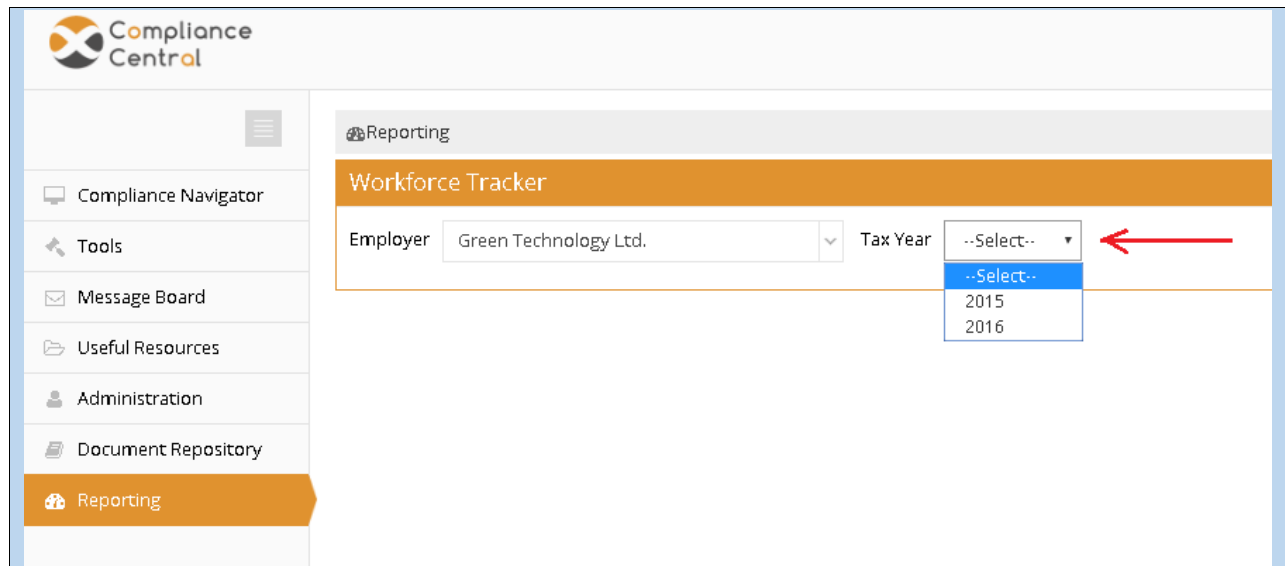 Compliance
Central
Reporting
Workforce Tracker
Employer Green Technology Ltd. Tax Year --Select--
--Select--
2015
2016
Compliance Navigator
Tools
Message Board
Useful Resources
Administration
Document Repository
Reporting